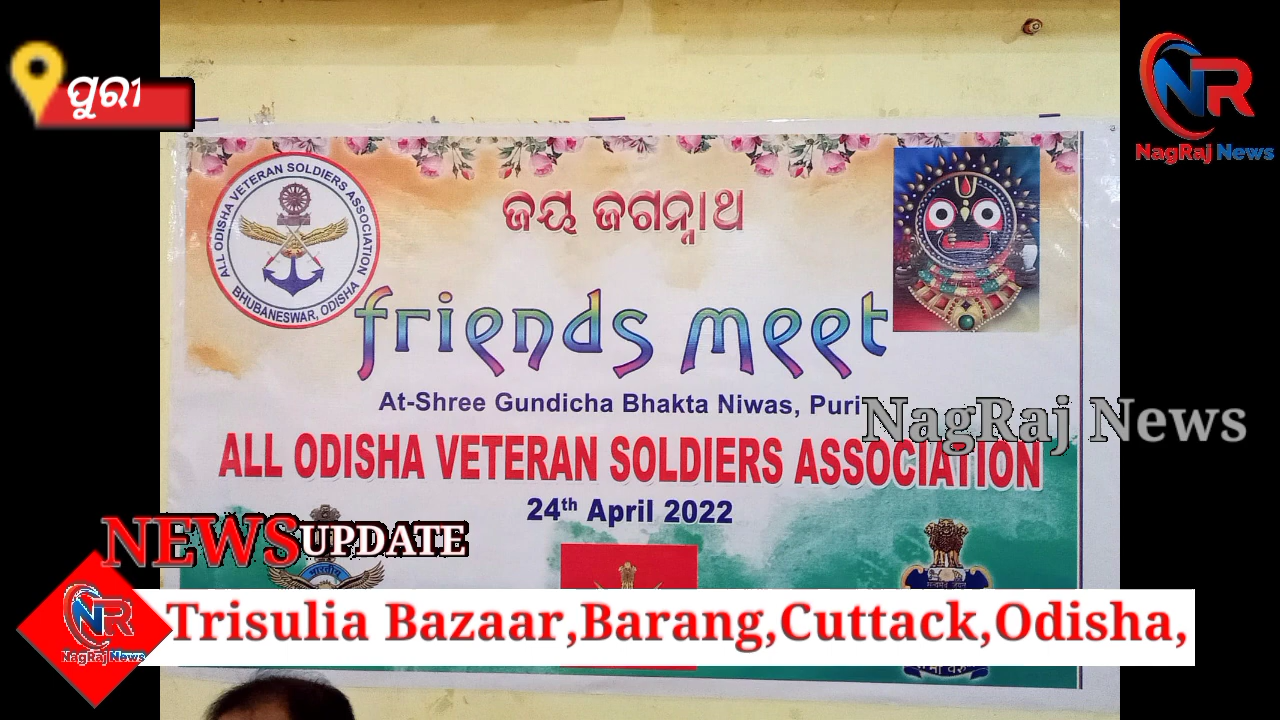 ପୁରୀ
NR
NagRaj News
ALL ODISHA VETERAN SOLDIERS ASSOCIATION
BHUBANESWAR, ODISHA
ଜୟ ଜଗନ୍ନାଥ
friends meet
At-Shree Gundicha Bhakta Niwas, Puri
NagRaj News
ALL ODISHA VETERAN SOLDIERS ASSOCIATION
24th April 2022
NEWS UPDATE
NR
NagRaj News
Trisulia Bazaar,Barang,Cuttack,Odisha,